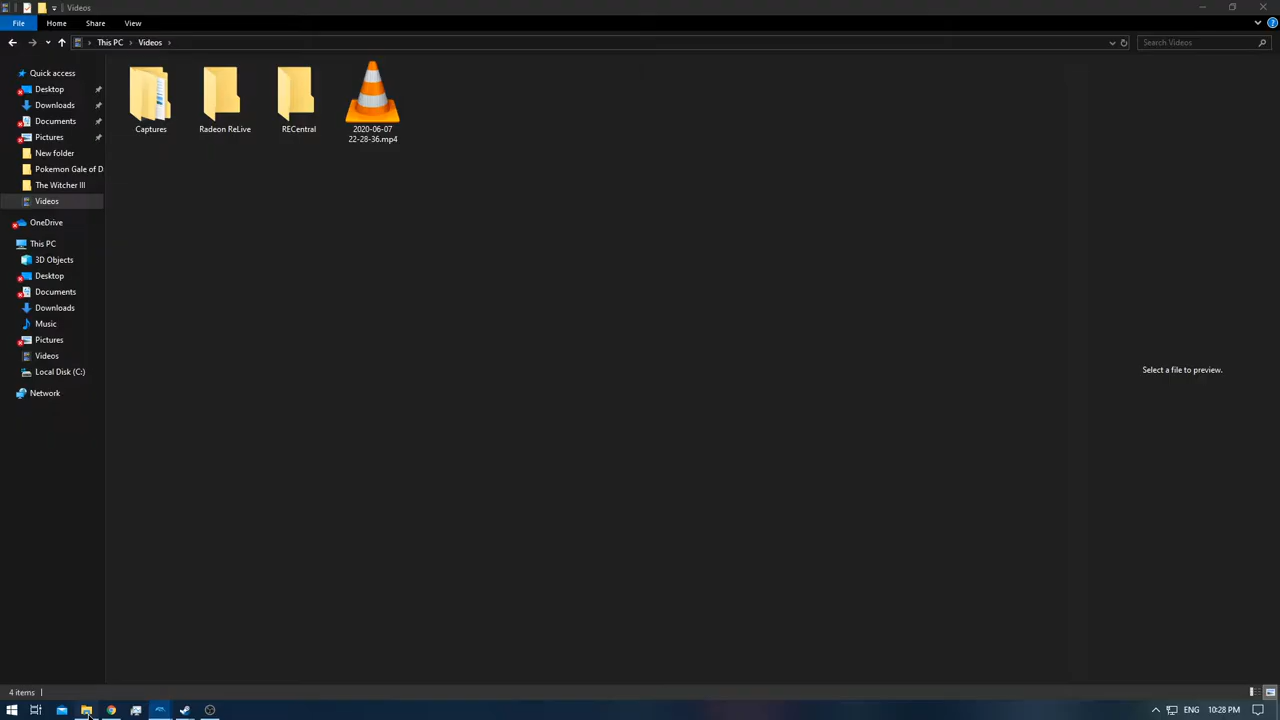 Videos
File Home Share View
This PC Videos Search Videos
Quick access
Desktop
Downloads
Documents
Pictures
New folder
Pokemon Gale of D
The Witcher III
Videos
OneDrive
This PC
3D Objects
Desktop
Documents
Downloads
Music
Pictures
Videos
Local Disk (C:)
Network
Captures
Radeon ReLive
RECentral
2020-06-07
22-28-36.mp4
Select a file to preview.
4 items
ENG 10:28 PM